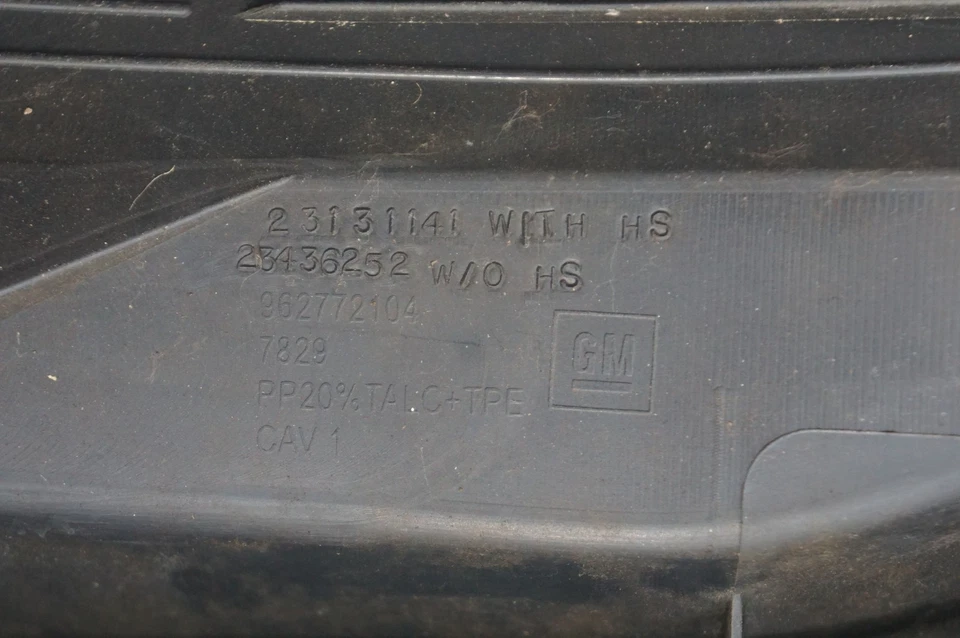 23131141 WITH HS
23436252 W/O HS
962772104
7829
PP20%TALC+TPE
CAV 1
GM